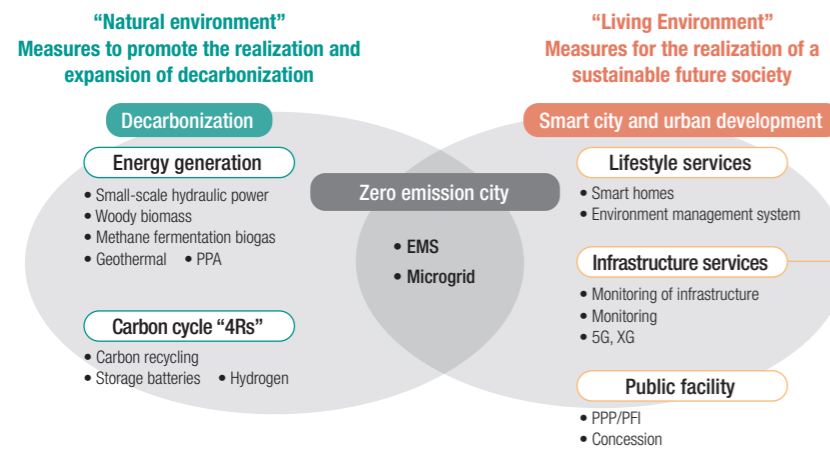 “Natural environment”
Measures to promote the realization and
expansion of decarbonization
Decarbonization
Energy generation
• Small-scale hydraulic power
• Woody biomass
• Methane fermentation biogas
• Geothermal • PPA
Carbon cycle “4Rs”
• Carbon recycling
• Storage batteries • Hydrogen
Zero emission city
• EMS
• Microgrid
“Living Environment”
Measures for the realization of a
sustainable future society
Smart city and urban development
Lifestyle services
• Smart homes
• Environment management system
Infrastructure services
• Monitoring of infrastructure
• Monitoring
• 5G, XG
Public facility
• PPP/PFI
• Concession